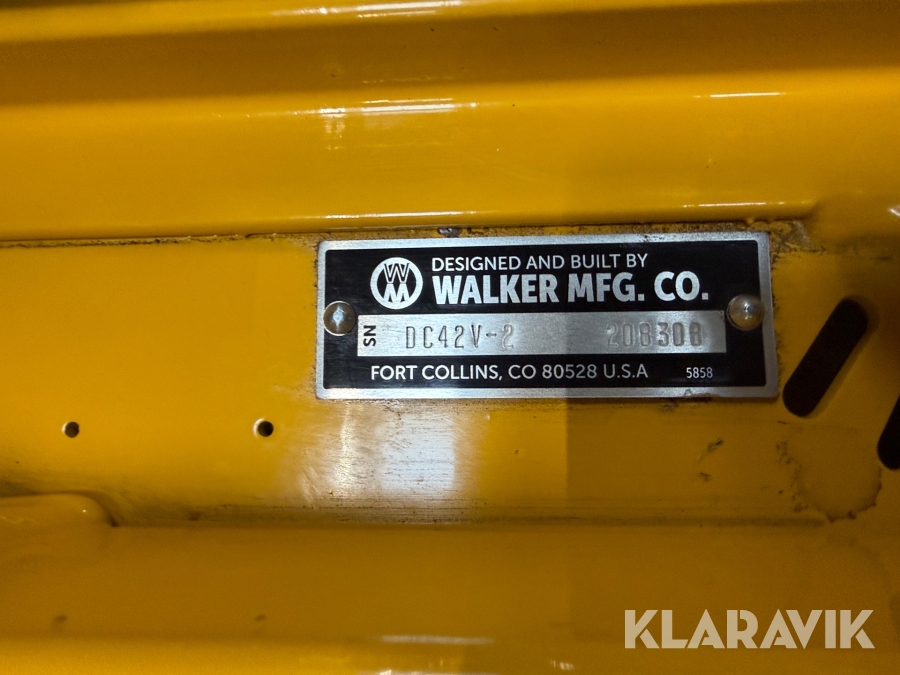 DESIGNED AND BUILT BY
WALKER MFG. CO.
SN DC42V-2 208308
FORT COLLINS, CO 80528 U.S.A 5858
KLARAVIK